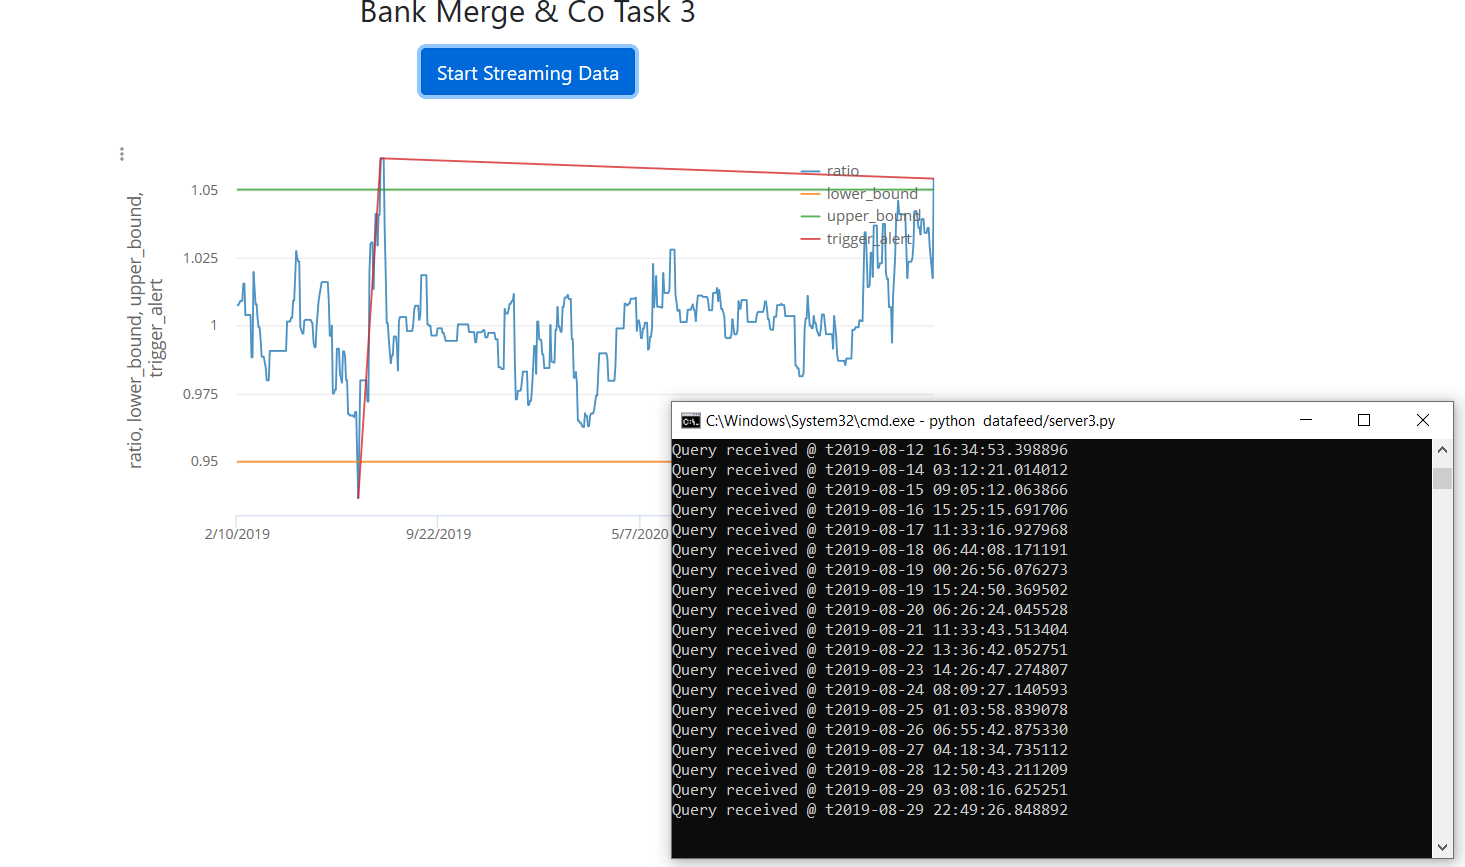 Bank Merge & Co Task 3
Start Streaming Data
ratio, lower_bound, upper_bound,
trigger_alert
1.05
1.025
1
0.975
0.95
ratio
lower_bound
upper_bound
trigger_alert
2/10/2019
9/22/2019
5/7/2020
C:\Windows\System32\cmd.exe - python  datafeed/server3.py
Query received @ t2019-08-12 16:34:53.398896
Query received @ t2019-08-14 03:12:21.014012
Query received @ t2019-08-15 09:05:12.063866
Query received @ t2019-08-16 15:25:15.691706
Query received @ t2019-08-17 11:33:16.927968
Query received @ t2019-08-18 06:44:08.171191
Query received @ t2019-08-19 00:26:56.076273
Query received @ t2019-08-19 15:24:50.369502
Query received @ t2019-08-20 06:26:24.045528
Query received @ t2019-08-21 11:33:43.513404
Query received @ t2019-08-22 13:36:42.052751
Query received @ t2019-08-23 14:26:47.274807
Query received @ t2019-08-24 08:09:27.140593
Query received @ t2019-08-25 01:03:58.839078
Query received @ t2019-08-26 06:55:42.875330
Query received @ t2019-08-27 04:18:34.735112
Query received @ t2019-08-28 12:50:43.211209
Query received @ t2019-08-29 03:08:16.625251
Query received @ t2019-08-29 22:49:26.848892